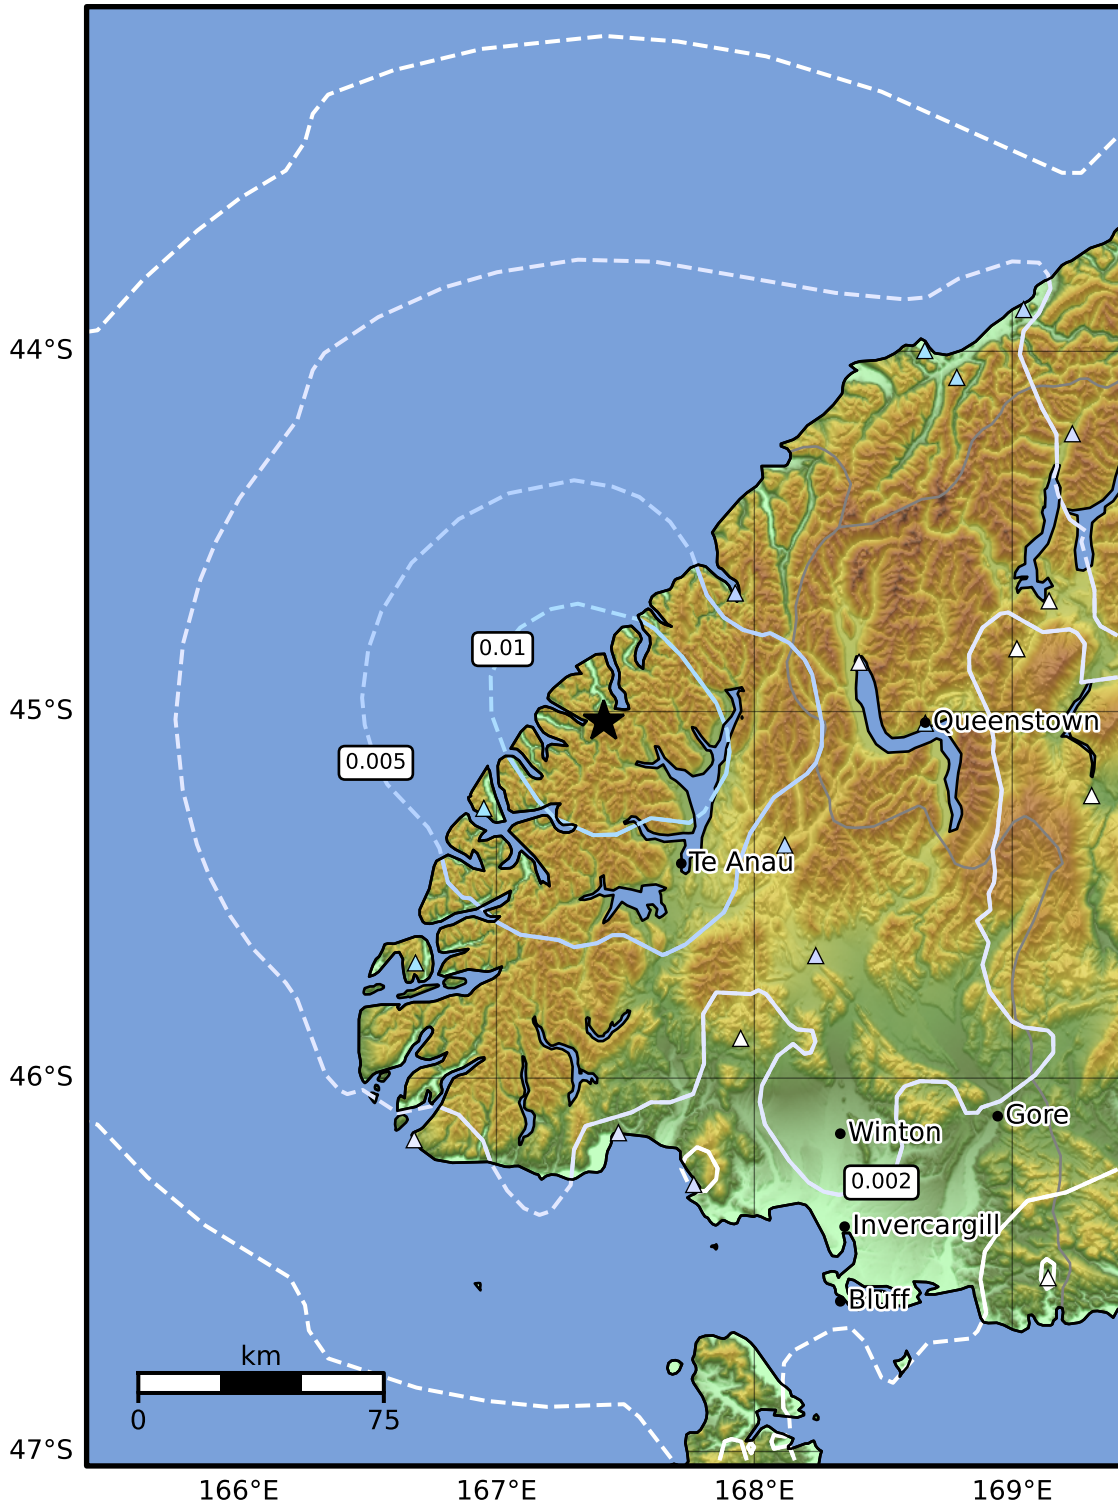 44°S
0.01
45°S
Queenstown
0.005
Te Anau
46°S
Gore
Winton
0.002
Invercargill
Bluff
km
0 75
47°S
166°E 167°E 168°E 169°E